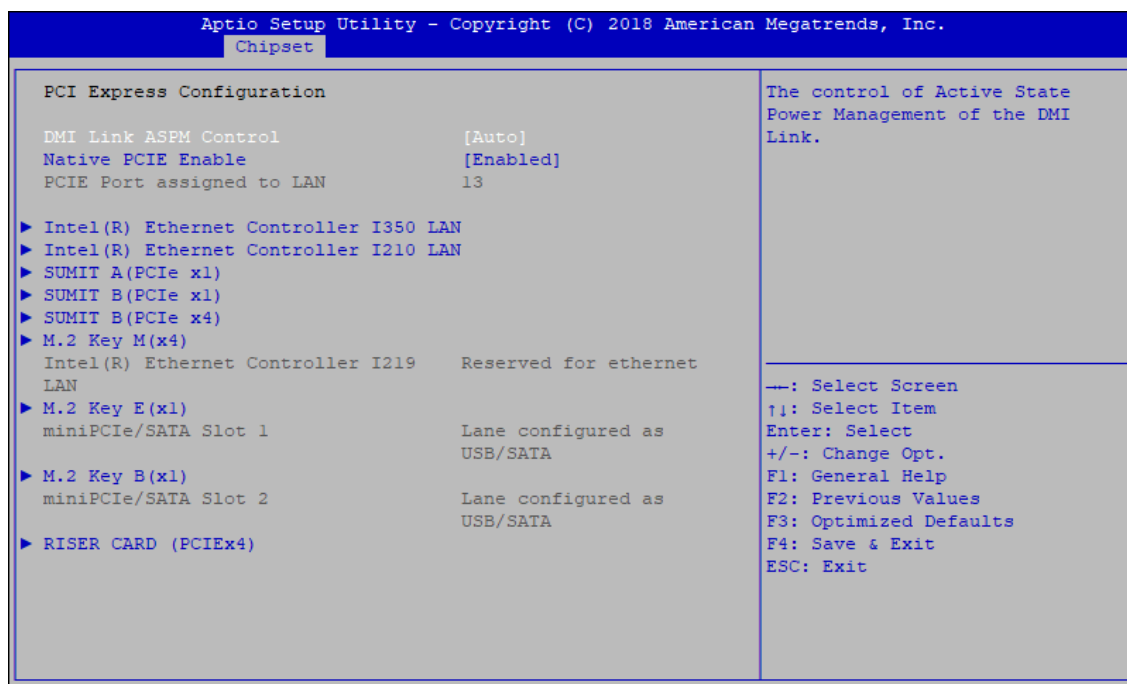 Aptio Setup Utility - Copyright (C) 2018 American Megatrends, Inc.
Chipset
PCI Express Configuration
DMI Link ASPM Control [Auto]
Native PCIE Enable [Enabled]
PCIE Port assigned to LAN 13
► Intel(R) Ethernet Controller I350 LAN
► Intel(R) Ethernet Controller I210 LAN
► SUMIT A(PCIe x1)
► SUMIT B(PCIe x1)
► SUMIT B(PCIe x4)
► M.2 Key M(x4)
Intel(R) Ethernet Controller I219 Reserved for ethernet
LAN
► M.2 Key E(x1)
miniPCIe/SATA Slot 1 Lane configured as
USB/SATA
► M.2 Key B(x1)
miniPCIe/SATA Slot 2 Lane configured as
USB/SATA
► RISER CARD (PCIEx4)
The control of Active State
Power Management of the DMI
Link.
→←: Select Screen
↑↓: Select Item
Enter: Select
+/-: Change Opt.
F1: General Help
F2: Previous Values
F3: Optimized Defaults
F4: Save & Exit
ESC: Exit